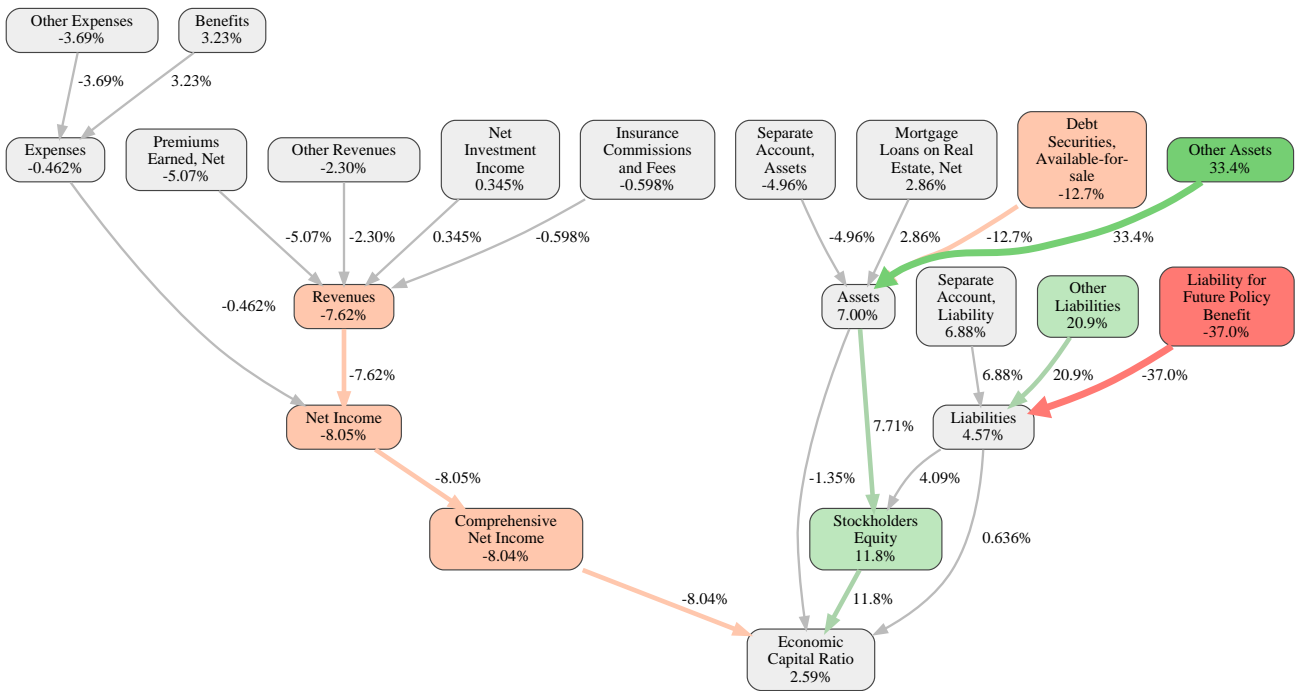 Other Expenses
-3.69%
Benefits
3.23%
-3.69%
3.23%
Expenses
-0.462%
Premiums
Earned, Net
-5.07%
Other Revenues
-2.30%
Net
Investment
Income
0.345%
Insurance
Commissions
and Fees
-0.598%
Separate
Account,
Assets
-4.96%
Mortgage
Loans on Real
Estate, Net
2.86%
Debt
Securities,
Available-for-
sale
-12.7%
Other Assets
33.4%
-5.07%
-2.30%
0.345%
-0.598%
-4.96%
2.86%
-12.7%
33.4%
-0.462%
Revenues
-7.62%
Assets
7.00%
Separate
Account,
Liability
6.88%
Other
Liabilities
20.9%
Liability for
Future Policy
Benefit
-37.0%
-7.62%
6.88%
20.9%
-37.0%
Net Income
-8.05%
7.71%
Liabilities
4.57%
-8.05%
-1.35%
4.09%
Comprehensive
Net Income
-8.04%
Stockholders
Equity
11.8%
0.636%
-8.04%
11.8%
Economic
Capital Ratio
2.59%